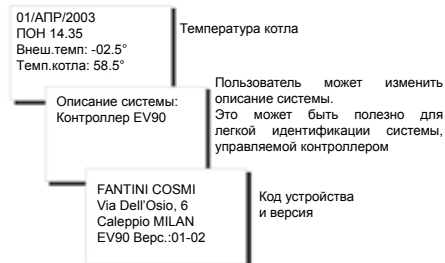 01/АПР/2003
ПОН 14.35
Внеш.темп: -02.5°
Темп.котла: 58.5°
Температура котла
Описание системы:
Контроллер EV90
Пользователь может изменить
описание системы.
Это может быть полезно для
легкой идентификации системы,
управляемой контроллером
FANTINI COSMI
Via Dell'Osio, 6
Caleppio MILAN
EV90 Верс.:01-02
Код устройства
и версия